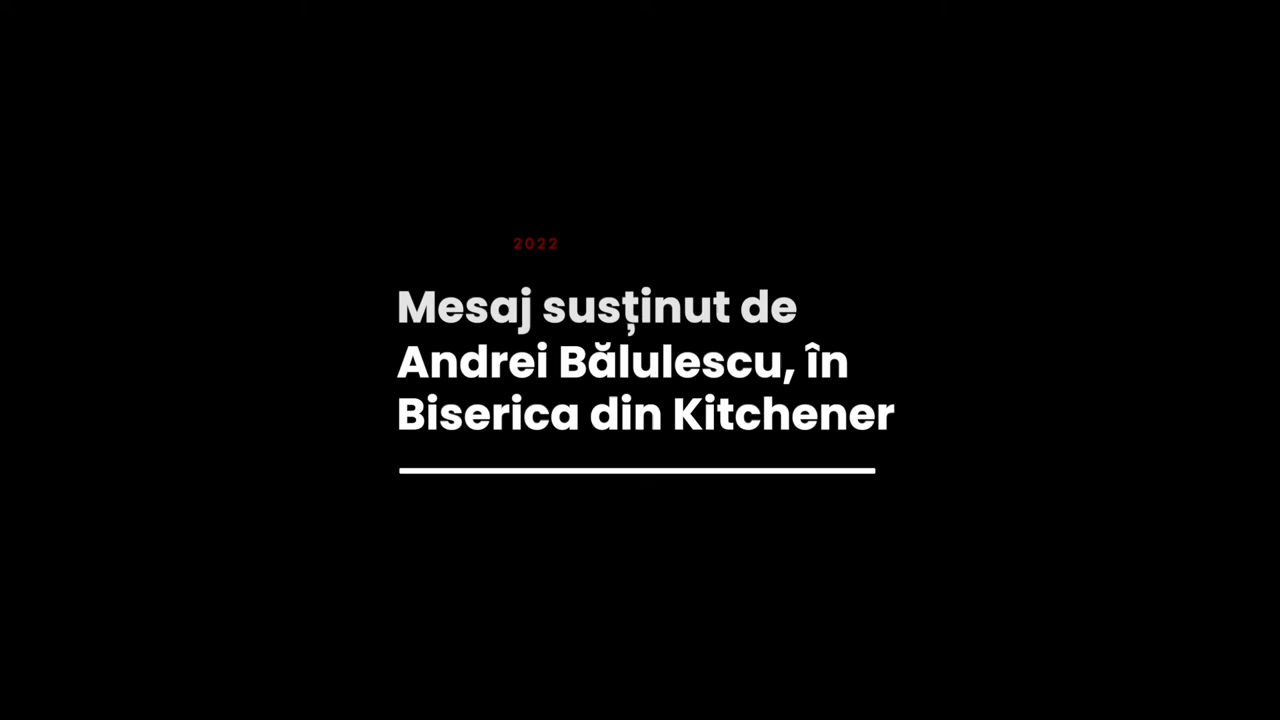 2022
Mesaj susținut de
Andrei Bălulescu, în
Biserica din Kitchener